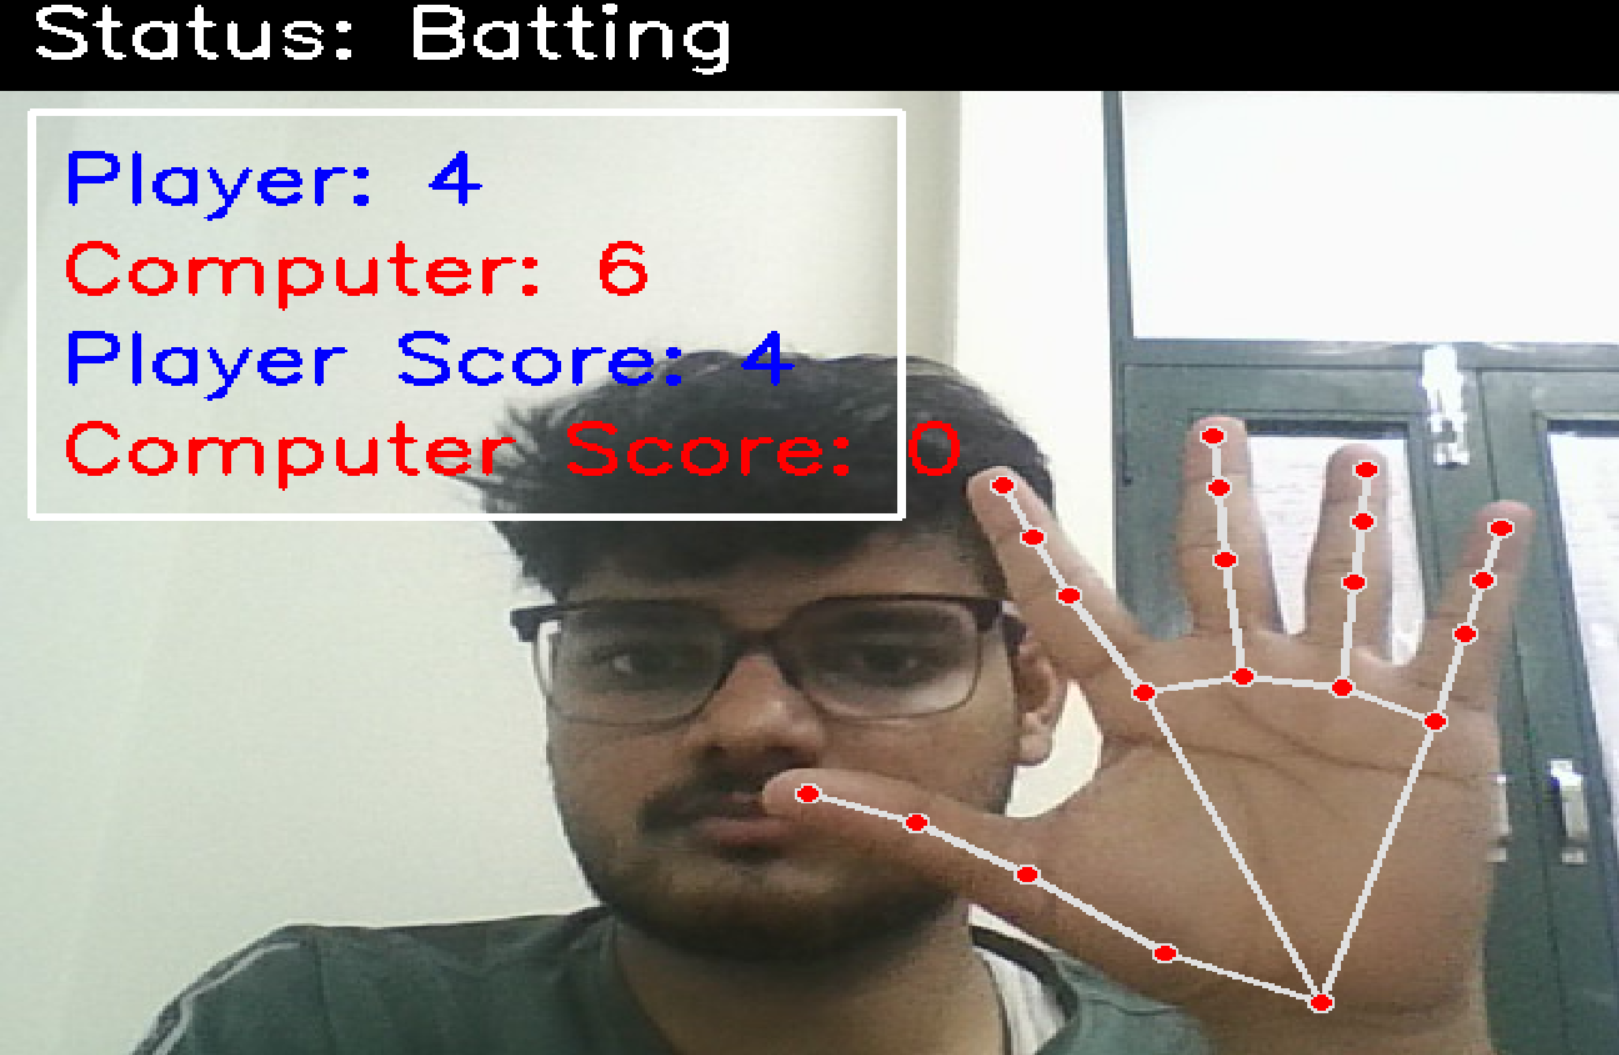 Status: Batting
Player: 4
Computer: 6
Player Score: 4
Computer Score: 0